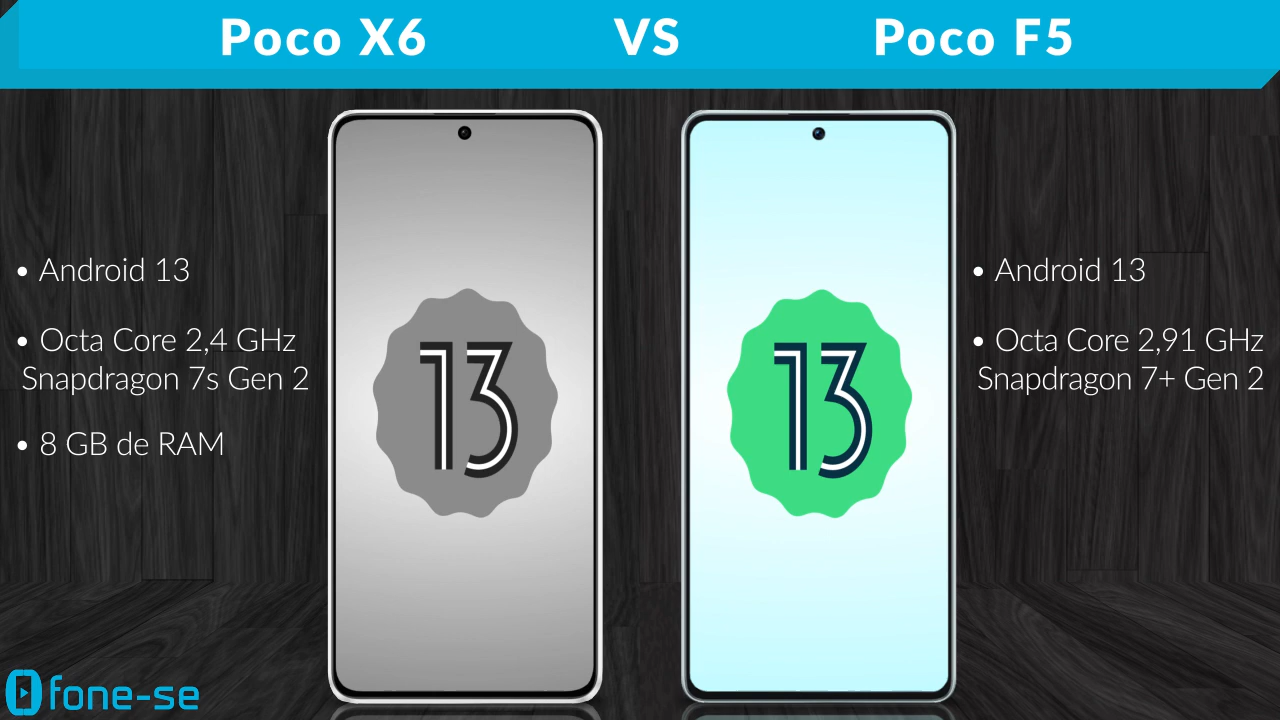 Poco X6 VS Poco F5
• Android 13
• Octa Core 2,4 GHz
Snapdragon 7s Gen 2
• 8 GB de RAM
13
13
• Android 13
• Octa Core 2,91 GHz
Snapdragon 7+ Gen 2
fone-se